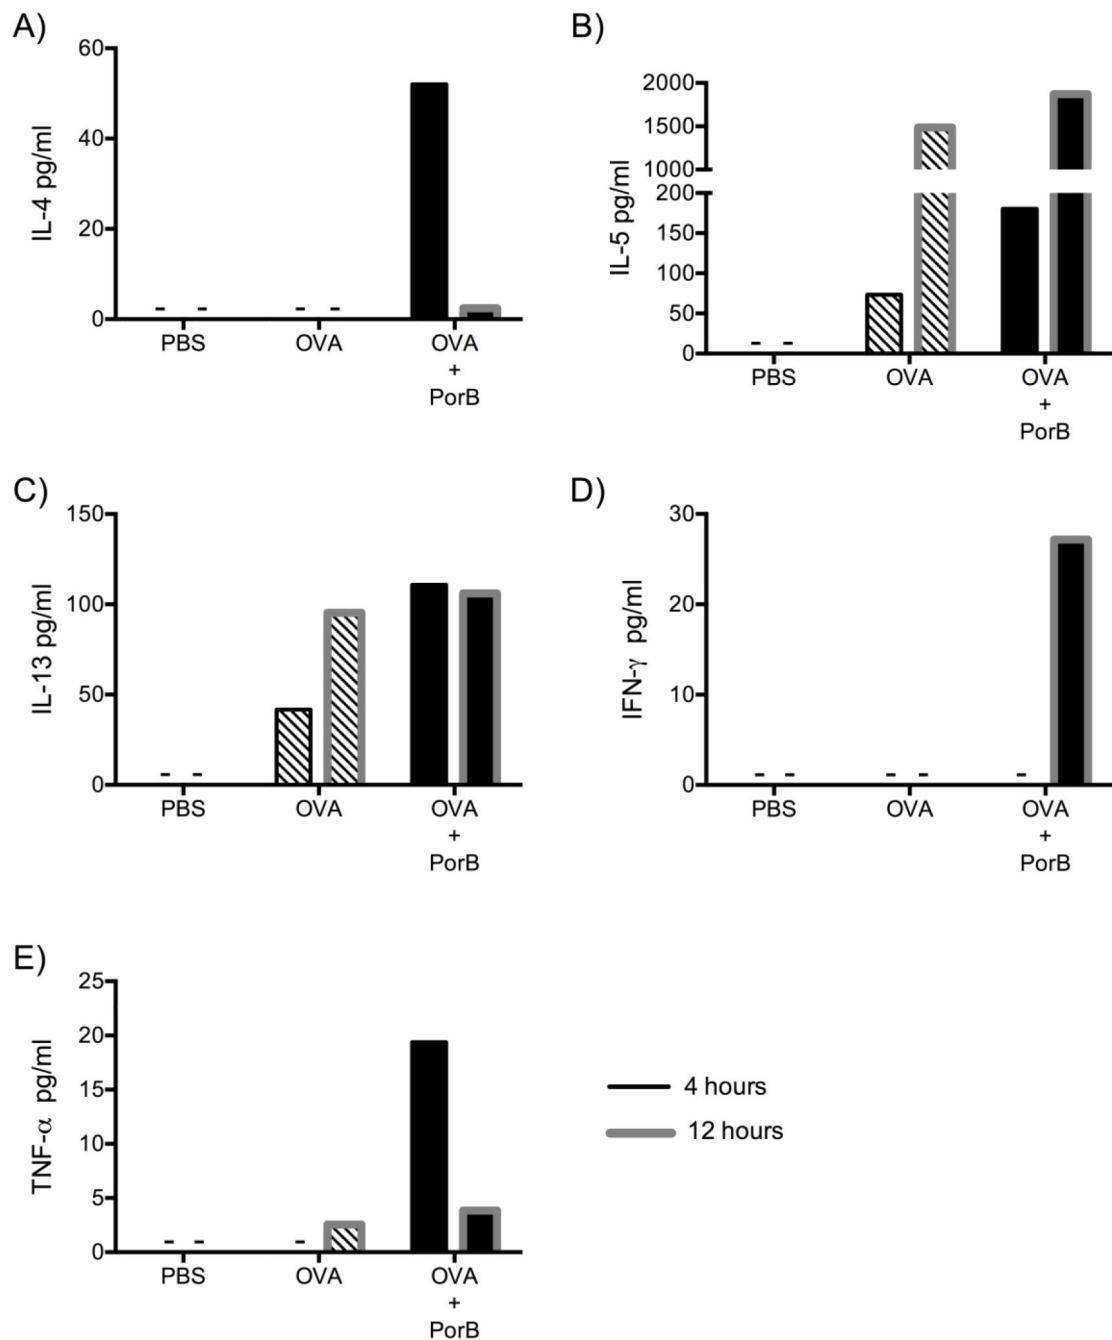 A)
IL-4 pg/ml
60
40
20
0
PBS
OVA
OVA
+
PorB
B)
IL-5 pg/ml
2000
1500
1000
200
150
100
50
0
PBS
OVA
OVA
+
PorB
C)
IL-13 pg/ml
150
100
50
0
PBS
OVA
OVA
+
PorB
D)
IFN-γ pg/ml
30
20
10
0
PBS
OVA
OVA
+
PorB
E)
TNF-α pg/ml
25
20
15
10
5
0
PBS
OVA
OVA
+
PorB
4 hours
12 hours